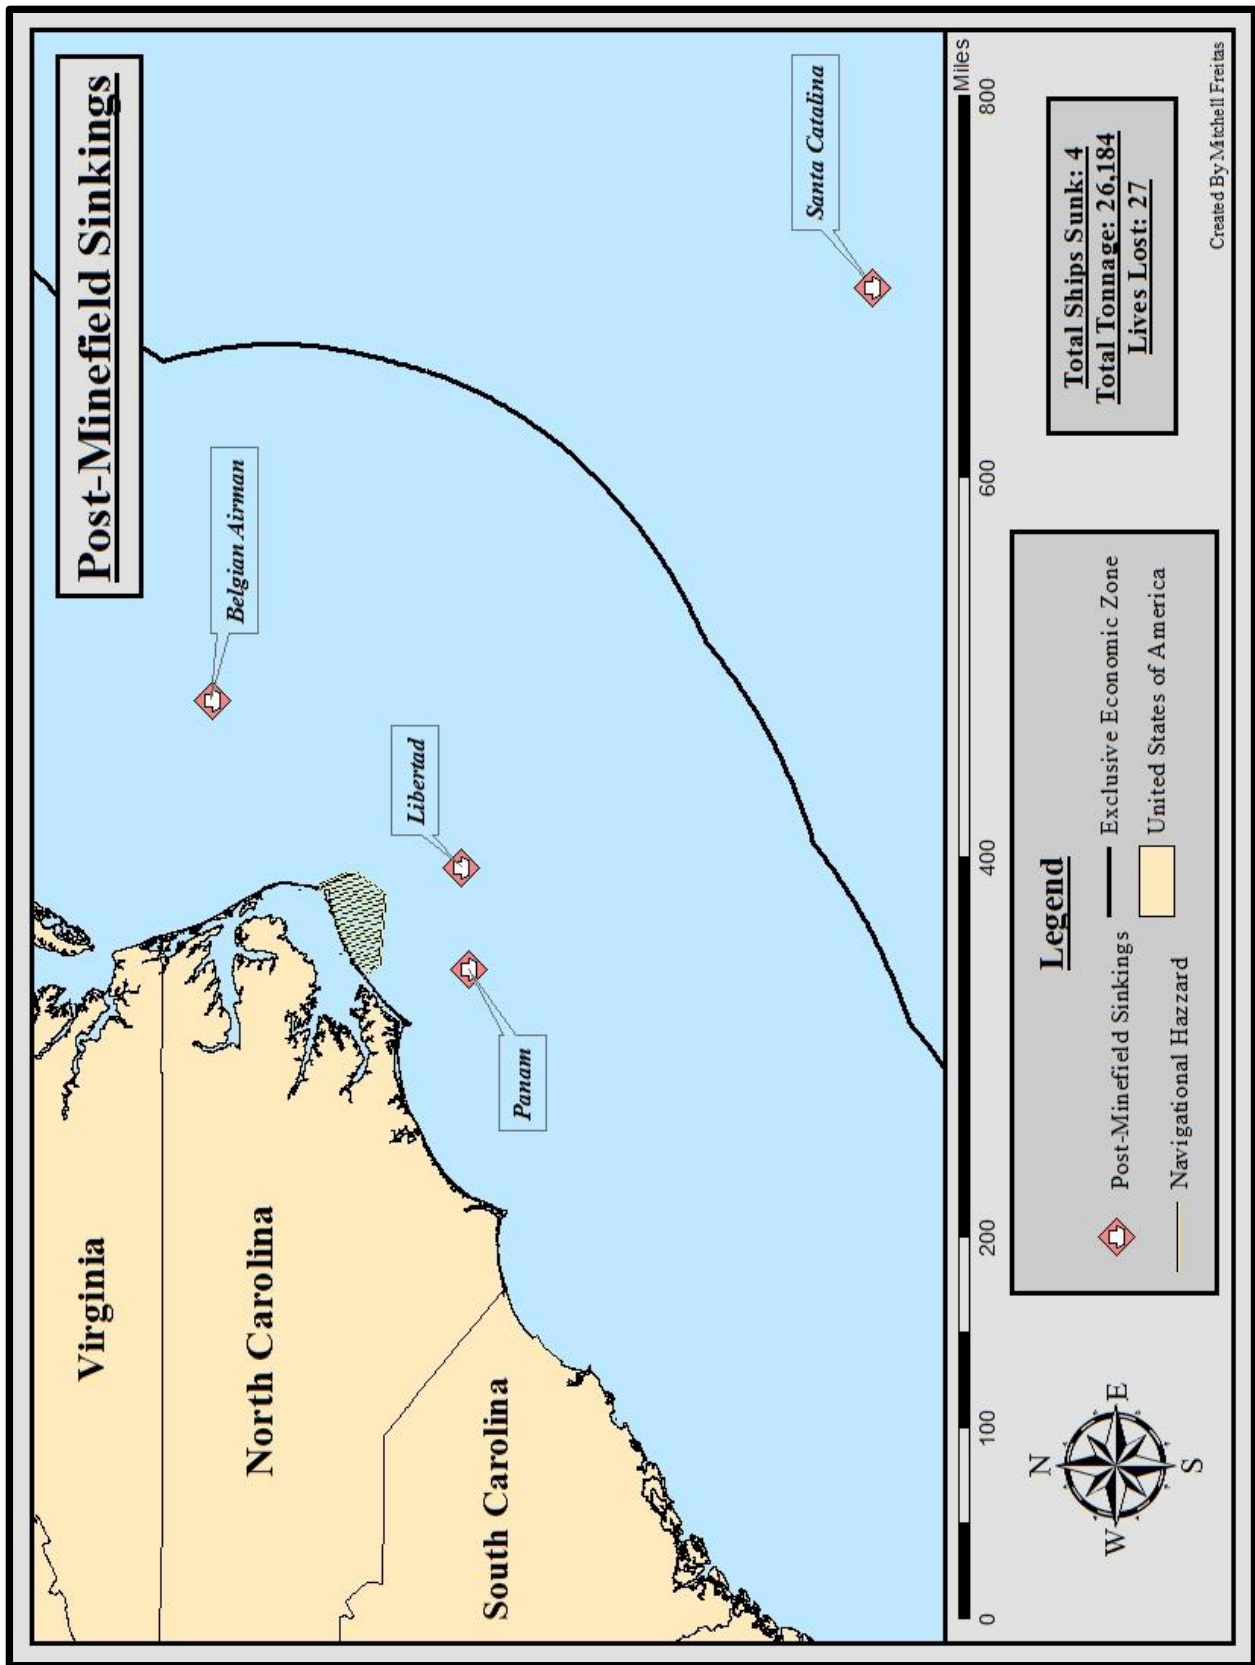 Post-Minefield Sinkings
Virginia
North Carolina
South Carolina
Belgian Airman
Libertad
Panam
Santa Catalina
0 100 200 400 600 800
Miles
N
W E
S
Legend
Post-Minefield Sinkings
Exclusive Economic Zone
Navigational Hazzard
United States of America
Total Ships Sunk: 4
Total Tonnage: 26,184
Lives Lost: 27
Created By Mitchell Freitas